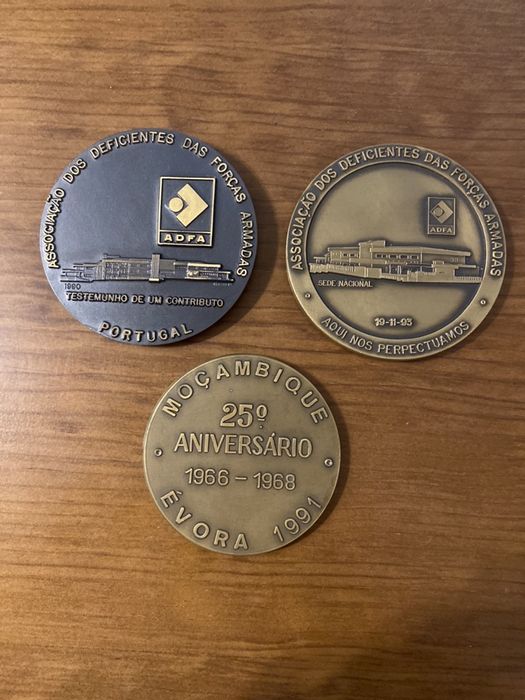 ASSOCIAÇÃO DOS DEFICIENTES DAS FORÇAS ARMADAS
ADFA
1990
TESTEMUNHO DE UM CONTRIBUTO
PORTUGAL
ASSOCIAÇÃO DOS DEFICIENTES DAS FORÇAS ARMADAS
ADFA
SEDE NACIONAL
19-11-93
AQUI NOS PERPECTUAMOS
MOÇAMBIQUE
25º
ANIVERSÁRIO
1966 - 1968
ÉVORA 1991